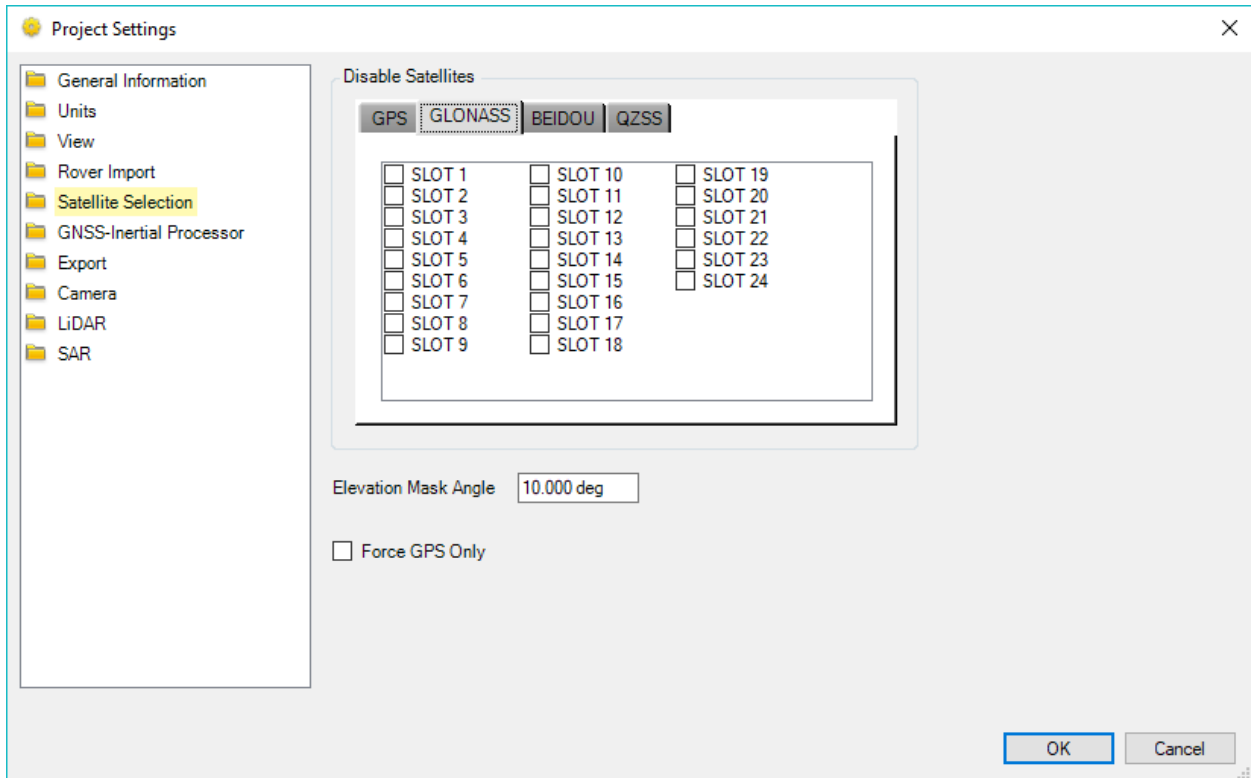 Project Settings
General Information
Units
View
Rover Import
Satellite Selection
GNSS-Inertial Processor
Export
Camera
LiDAR
SAR
Disable Satellites
GPS GLONASS BEIDOU QZSS
SLOT 1 SLOT 10 SLOT 19
SLOT 2 SLOT 11 SLOT 20
SLOT 3 SLOT 12 SLOT 21
SLOT 4 SLOT 13 SLOT 22
SLOT 5 SLOT 14 SLOT 23
SLOT 6 SLOT 15 SLOT 24
SLOT 7 SLOT 16
SLOT 8 SLOT 17
SLOT 9 SLOT 18
Elevation Mask Angle 10.000 deg
Force GPS Only
OK Cancel